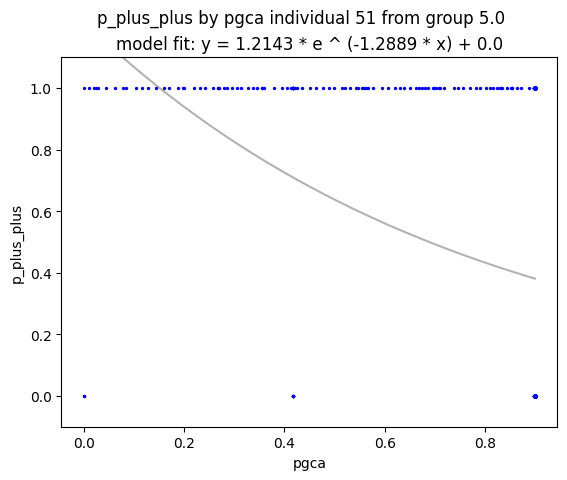 p_plus_plus by pgca individual 51 from group 5.0
model fit: y = 1.2143 * e ^ (-1.2889 * x) + 0.0
1.0
0.8
0.6
0.4
0.2
0.0
p_plus_plus
0.0 0.2 0.4 0.6 0.8
pgca